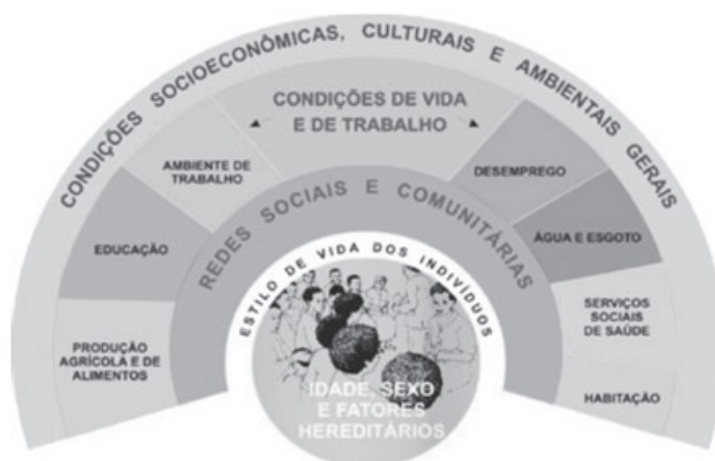 CONDIÇÕES SOCIOECONÔMICAS, CULTURAIS E AMBIENTAIS GERAIS
CONDIÇÕES DE VIDA
E DE TRABALHO
AMBIENTE DE
TRABALHO
DESEMPREGO
EDUCAÇÃO
ÁGUA E ESGOTO
PRODUÇÃO
AGRÍCOLA E DE
ALIMENTOS
SERVIÇOS
SOCIAIS
DE SAÚDE
HABITAÇÃO
REDES SOCIAIS E COMUNITÁRIAS
ESTILO DE VIDA DOS INDIVÍDUOS
IDADE, SEXO
E FATORES
HEREDITÁRIOS